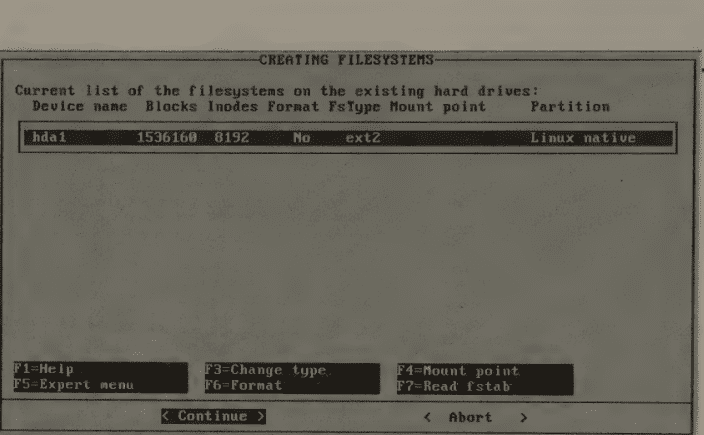 CREATING FILESYSTEMS
Current list of the filesystems on the existing hard drives:
Device name Blocks Inodes Format FsType Mount point Partition
hda1 1536160 8192 No ext2 Linux native
F1=Help F3=Change type F4=Mount point
F5=Expert menu F6=Format F7=Read fstab
< Continue > < Abort >